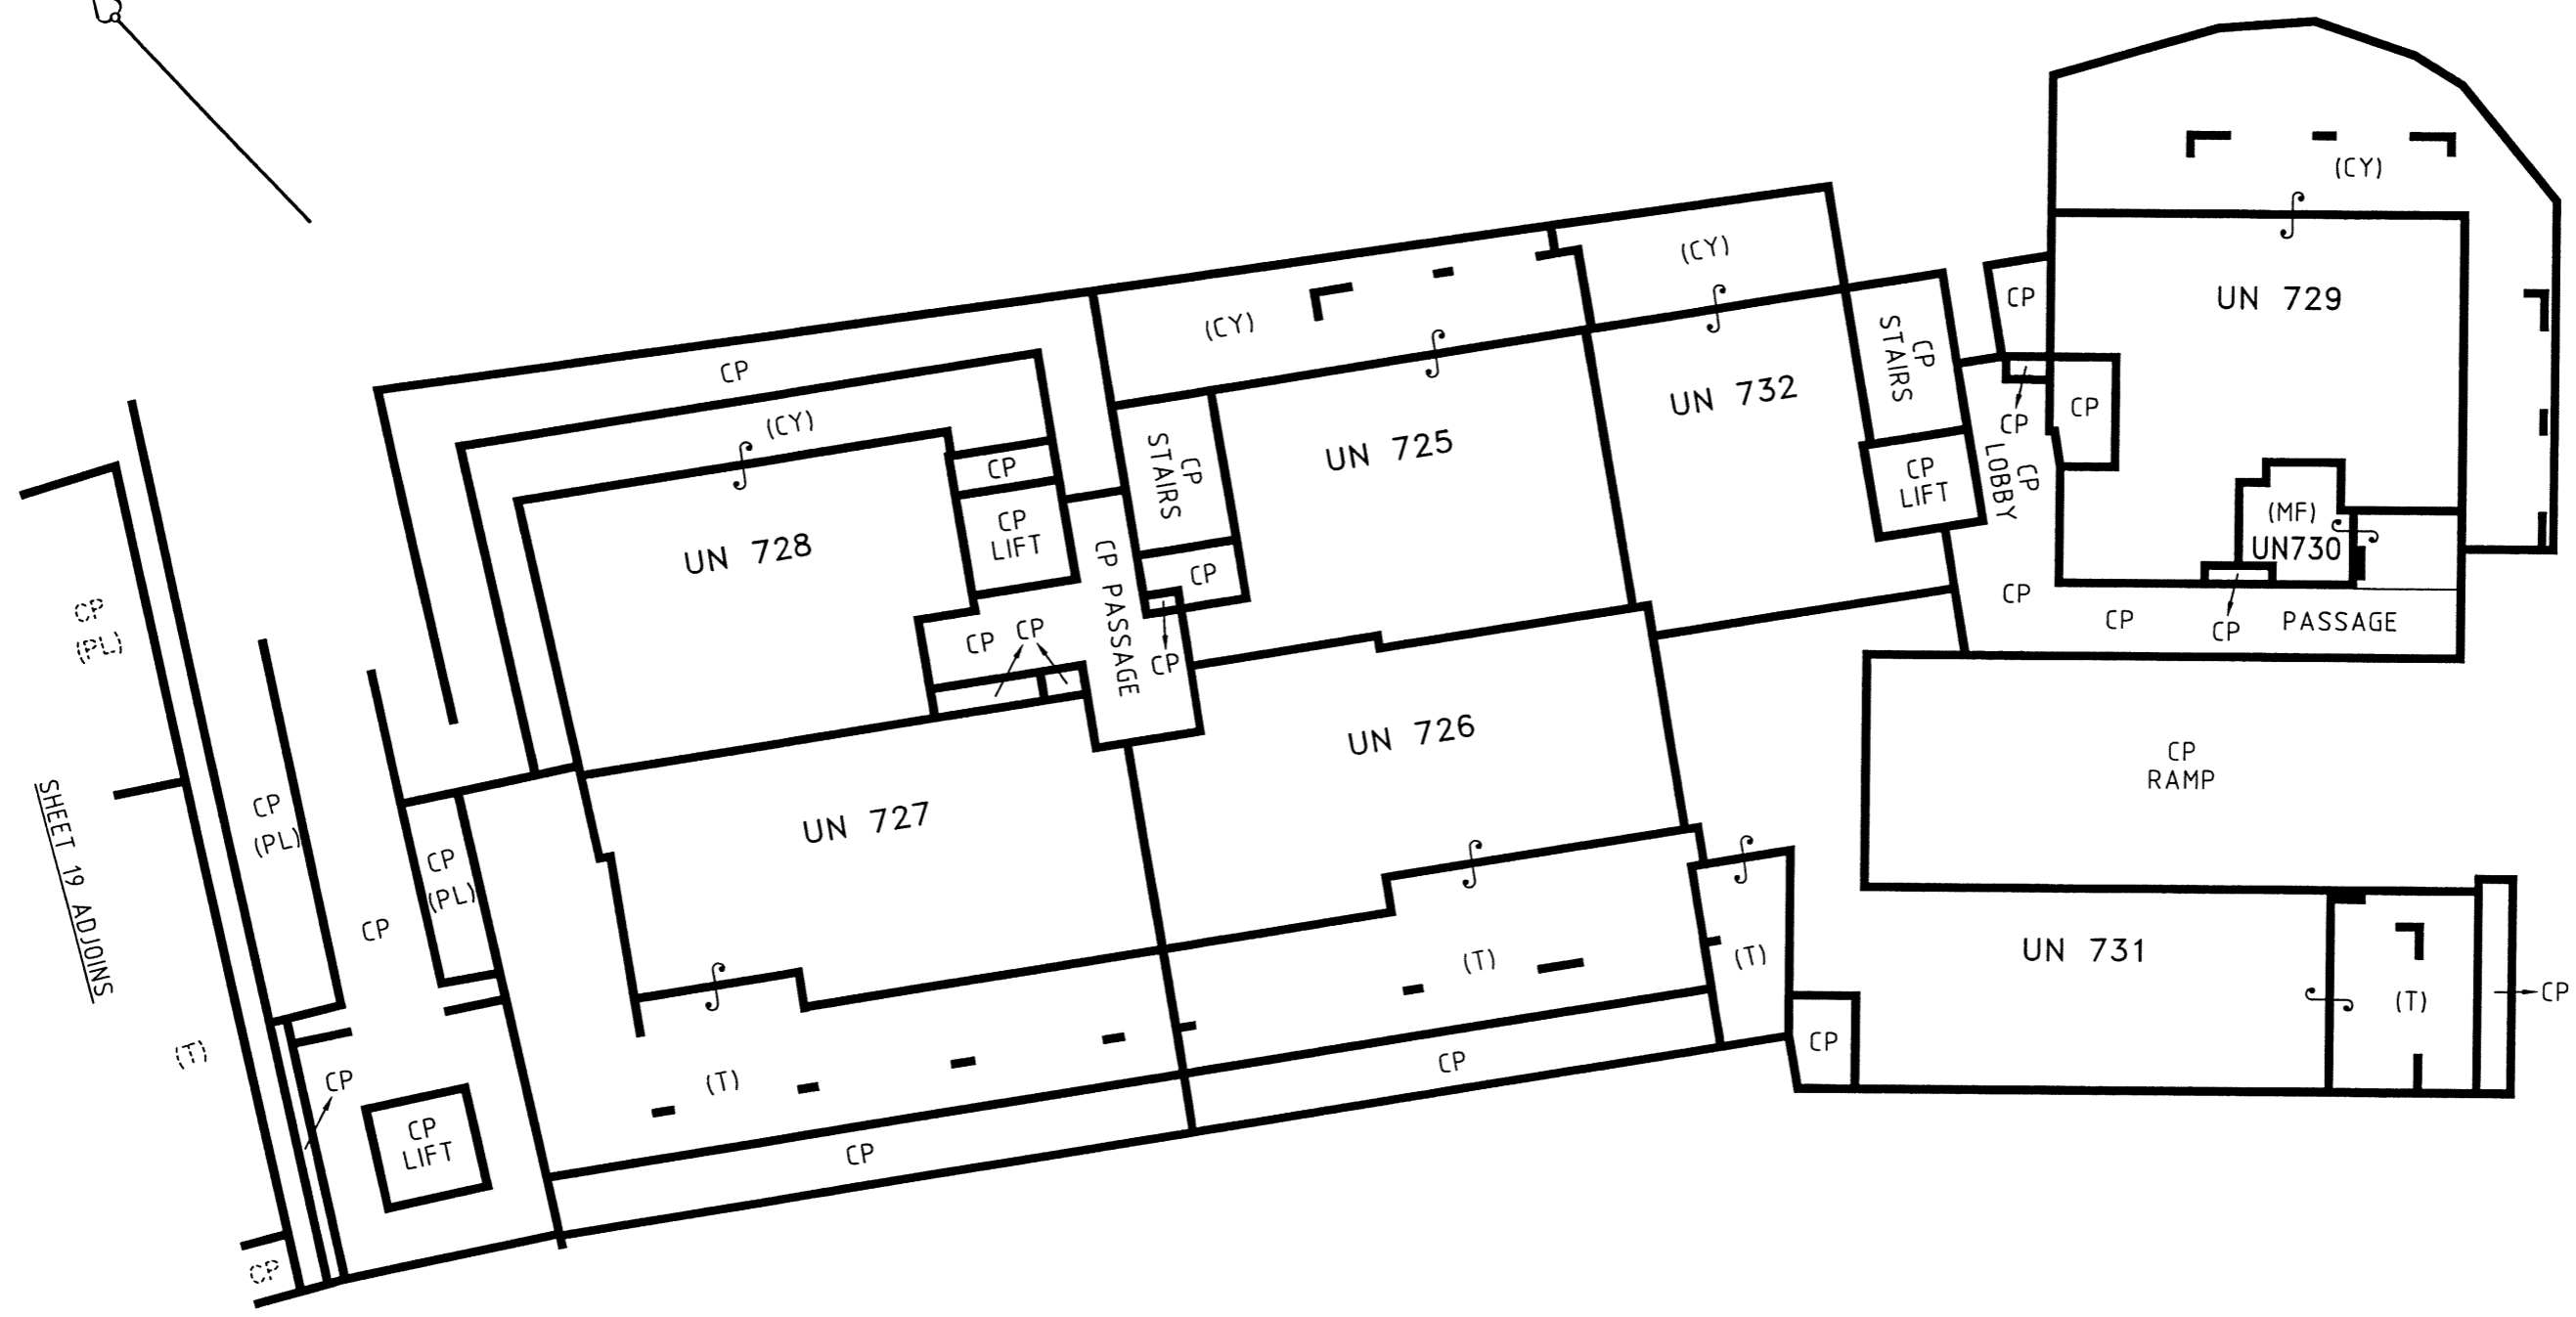 (CY)
UN 729
CP
CP
CP
CP
LOBBY
(MF)
UN730
CP
CP
CP
PASSAGE
(CY)
UN 732
CP
STAIRS
CP
LIFT
(CY)
UN 725
CP
STAIRS
CP
CP
CP PASSAGE
CP
(CY)
UN 728
CP
CP
LIFT
CP
CP
UN 726
UN 727
CP
(PL)
SHEET 19 ADJOINS
CP
(PL)
CP
(PL)
CP
(T)
CP
CP
CP
LIFT
(T)
CP
(T)
CP
(T)
CP
RAMP
UN 731
CP
(T)
CP